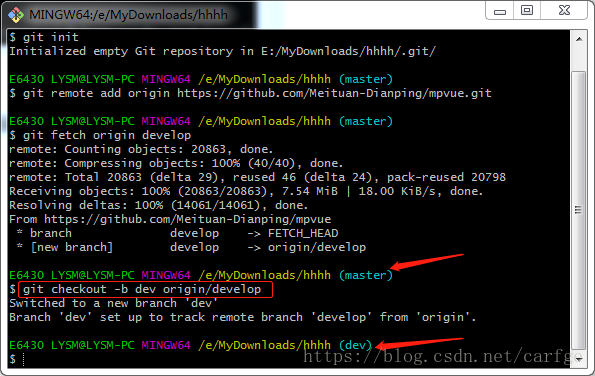 MINGW64:/e/MyDownloads/hhhh
$ git init
Initialized empty Git repository in E:/MyDownloads/hhhh/.git/
E6430 LYSM@LYSM-PC MINGW64 /e/MyDownloads/hhhh (master)
$ git remote add origin https://github.com/Meituan-Dianping/mpvue.git
E6430 LYSM@LYSM-PC MINGW64 /e/MyDownloads/hhhh (master)
$ git fetch origin develop
remote: Counting objects: 20863, done.
remote: Compressing objects: 100% (40/40), done.
remote: Total 20863 (delta 29), reused 46 (delta 24), pack-reused 20798
Receiving objects: 100% (20863/20863), 7.54 MiB | 18.00 KiB/s, done.
Resolving deltas: 100% (14061/14061), done.
From https://github.com/Meituan-Dianping/mpvue
 * branch            develop    -> FETCH_HEAD
 * [new branch]      develop    -> origin/develop
E6430 LYSM@LYSM-PC MINGW64 /e/MyDownloads/hhhh (master)
$ git checkout -b dev origin/develop
Switched to a new branch 'dev'
Branch 'dev' set up to track remote branch 'develop' from 'origin'.
E6430 LYSM@LYSM-PC MINGW64 /e/MyDownloads/hhhh (dev)
$
https://blog.csdn.net/carfge